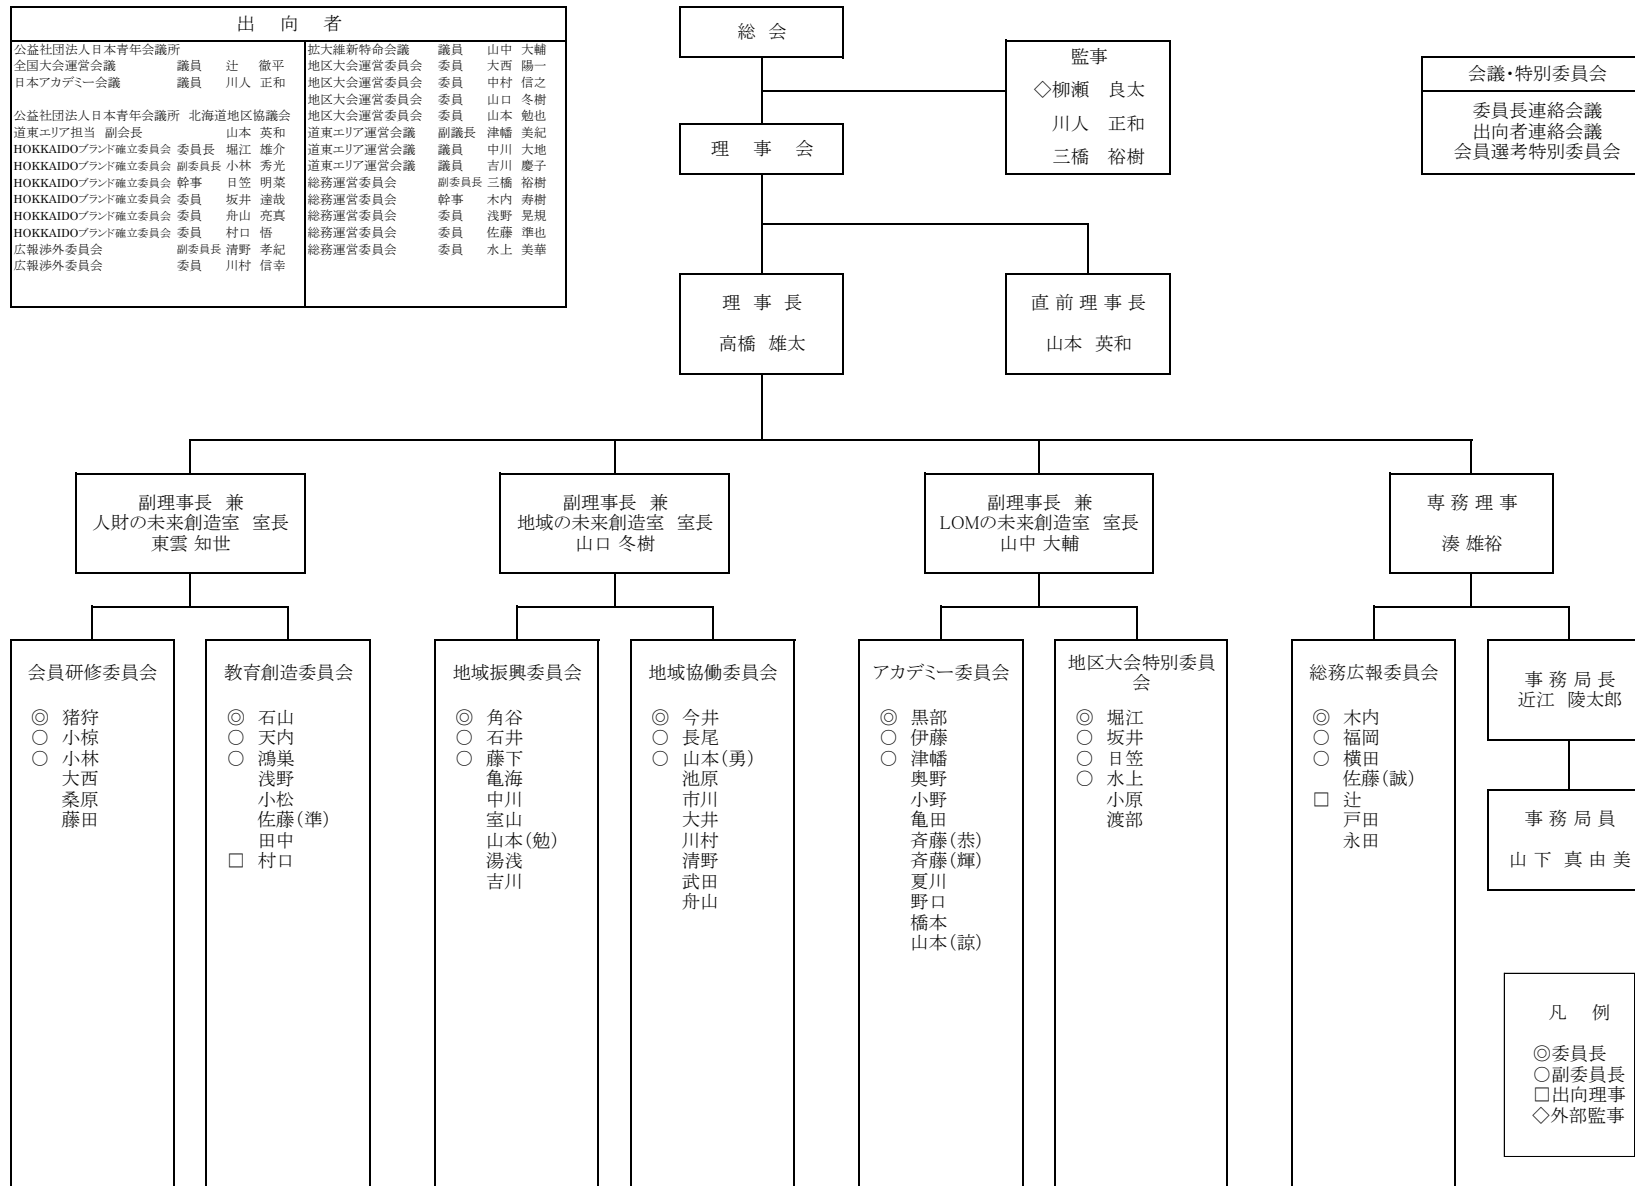 出 向 者
公益社団法人日本青年会議所
全国大会運営会議 議員 辻 徹平
日本アカデミー会議 議員 川人 正和
公益社団法人日本青年会議所 北海道地区協議会
道東エリア担当 副会長 山本 英和
HOKKAIDOブランド確立委員会 委員長 堀江 雄介
HOKKAIDOブランド確立委員会 副委員長 小林 秀光
HOKKAIDOブランド確立委員会 幹事 日笠 明菜
HOKKAIDOブランド確立委員会 委員 坂井 達哉
HOKKAIDOブランド確立委員会 委員 舟山 亮真
HOKKAIDOブランド確立委員会 委員 村口 悟
広報渉外委員会 副委員長 清野 孝紀
広報渉外委員会 委員 川村 信幸
拡大維新特命会議 議員 山中 大輔
地区大会運営委員会 委員 大西 陽一
地区大会運営委員会 委員 中村 信之
地区大会運営委員会 委員 山口 冬樹
地区大会運営委員会 委員 山本 勉也
道東エリア運営会議 副議長 津幡 美紀
道東エリア運営会議 議員 中川 大地
道東エリア運営会議 議員 吉川 慶子
総務運営委員会 副委員長 三橋 裕樹
総務運営委員会 幹事 木内 寿樹
総務運営委員会 委員 浅野 晃規
総務運営委員会 委員 佐藤 準也
総務運営委員会 委員 水上 美華
総 会
監事
◇柳瀬 良太
川人 正和
三橋 裕樹
会議・特別委員会
委員長連絡会議
出向者連絡会議
会員選考特別委員会
理 事 会
理 事 長
高橋 雄太
直 前 理 事 長
山本 英和
副理事長 兼
人財の未来創造室 室長
東雲 知世
副理事長 兼
地域の未来創造室 室長
山口 冬樹
副理事長 兼
LOMの未来創造室 室長
山中 大輔
専 務 理 事
湊 雄裕
会員研修委員会
◎ 猪狩
○ 小椋
○ 小林
大西
桑原
藤田
教育創造委員会
◎ 石山
○ 天内
○ 鴻巣
浅野
小松
佐藤(準)
田中
□ 村口
地域振興委員会
◎ 角谷
○ 石井
○ 藤下
亀海
中川
室山
山本(勉)
湯浅
吉川
地域協働委員会
◎ 今井
○ 長尾
○ 山本(勇)
池原
市川
大井
川村
清野
武田
舟山
アカデミー委員会
◎ 黒部
○ 伊藤
○ 津幡
奥野
小野
亀田
斉藤(恭)
斉藤(輝)
夏川
野口
橋本
山本(諒)
地区大会特別委員
会
◎ 堀江
○ 坂井
○ 日笠
○ 水上
小原
渡部
総務広報委員会
◎ 木内
○ 福岡
○ 横田
佐藤(誠)
□ 辻
戸田
永田
事 務 局 長
近江 陵太郎
事 務 局 員
山 下 真 由 美
凡 例
◎委員長
○副委員長
□出向理事
◇外部監事